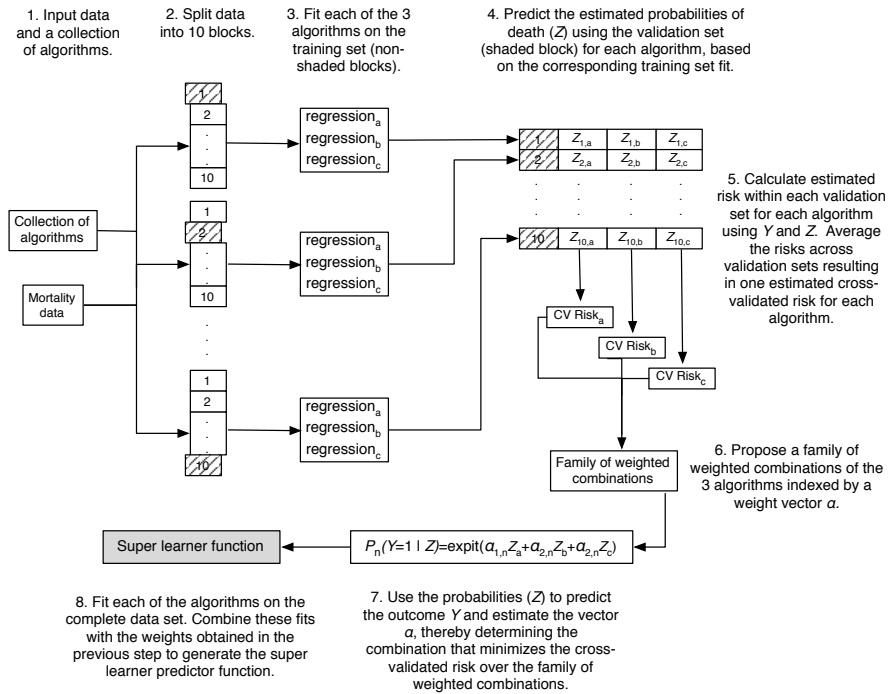 1. Input data
and a collection
of algorithms.
2. Split data
into 10 blocks.
3. Fit each of the 3
algorithms on the
training set (non-
shaded blocks).
4. Predict the estimated probabilities of
death (Z) using the validation set
(shaded block) for each algorithm, based
on the corresponding training set fit.
Collection of
algorithms
Mortality
data
1
2
.
.
.
10
1
2
.
.
.
10
.
.
.
1
2
.
.
.
10
regression_a
regression_b
regression_c
regression_a
regression_b
regression_c
regression_a
regression_b
regression_c
1 Z_1,a Z_1,b Z_1,c
2 Z_2,a Z_2,b Z_2,c
. . . .
. . . .
. . . .
10 Z_10,a Z_10,b Z_10,c
CV Risk_a
CV Risk_b
CV Risk_c
5. Calculate estimated
risk within each validation
set for each algorithm
using Y and Z. Average
the risks across
validation sets resulting
in one estimated cross-
validated risk for each
algorithm.
Family of weighted
combinations
6. Propose a family of
weighted combinations of the
3 algorithms indexed by a
weight vector α.
Super learner function
P_n(Y=1 | Z)=expit(α_1,n Z_a+α_2,n Z_b+α_2,n Z_c)
8. Fit each of the algorithms on the
complete data set. Combine these fits
with the weights obtained in the
previous step to generate the super
learner predictor function.
7. Use the probabilities (Z) to predict
the outcome Y and estimate the vector
α, thereby determining the
combination that minimizes the cross-
validated risk over the family of
weighted combinations.